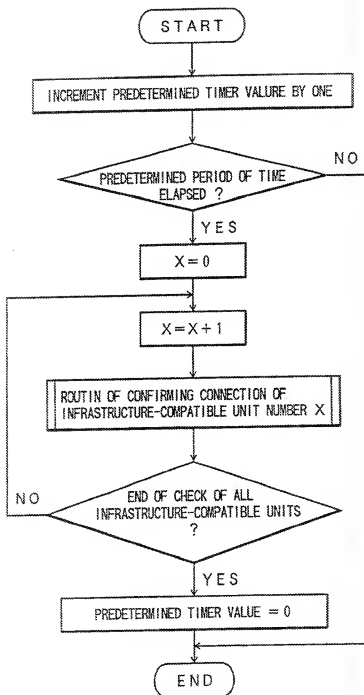 START
INCREMENT PREDETERMINED TIMER VALURE BY ONE
PREDETERMINED PERIOD OF TIME
ELAPSED ?
NO
YES
X=0
X=X+1
ROUTIN OF CONFIRMING CONNECTION OF
INFRASTRUCTURE-COMPATIBLE UNIT NUMBER X
END OF CHECK OF ALL
INFRASTRUCTURE-COMPATIBLE UNITS
?
NO
YES
PREDETERMINED TIMER VALUE = 0
END